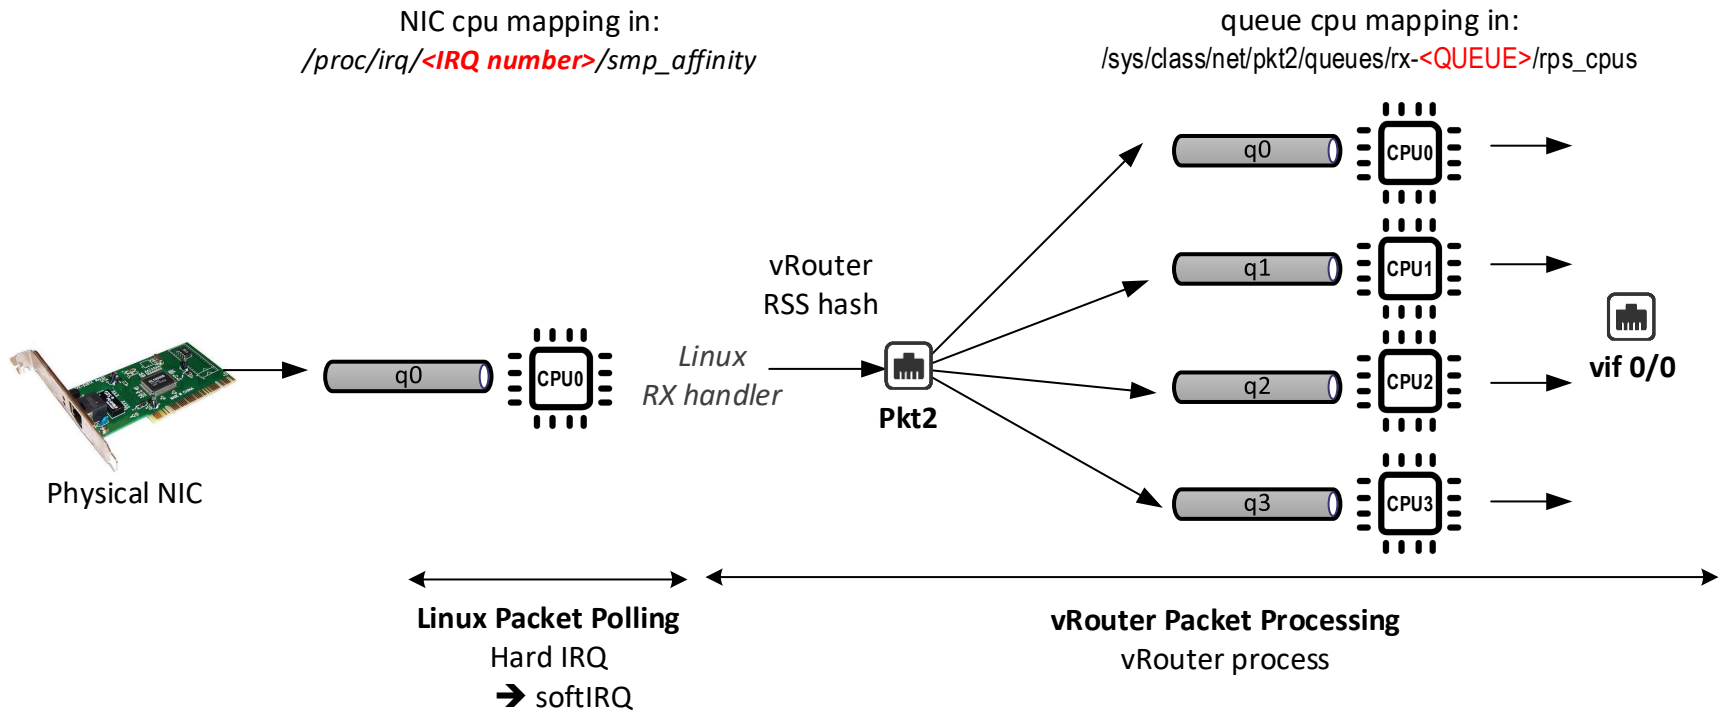 NIC cpu mapping in:
/proc/irq/<IRQ number>/smp_affinity
queue cpu mapping in:
/sys/class/net/pkt2/queues/rx-<QUEUE>/rps_cpus
q0
CPU0
q1
CPU1
vRouter
RSS hash
Linux
RX handler
q0
CPU0
Pkt2
q2
CPU2
vif 0/0
q3
CPU3
Physical NIC
Linux Packet Polling
Hard IRQ
➔ softIRQ
vRouter Packet Processing
vRouter process